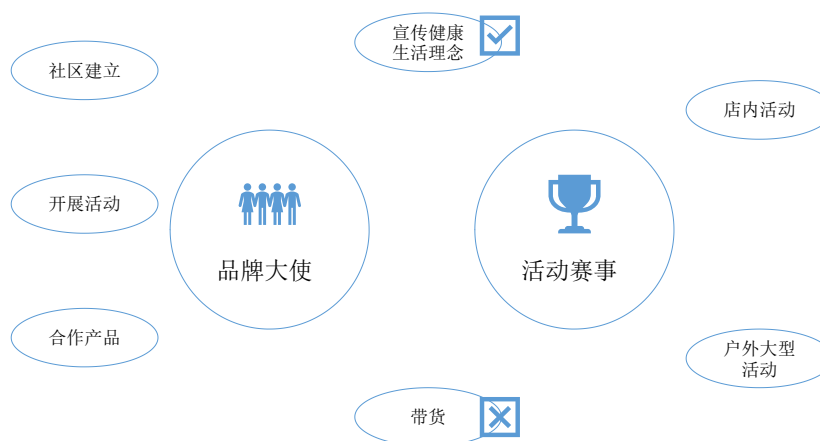 宣传健康
生活理念
社区建立
店内活动
开展活动
品牌大使
活动赛事
合作产品
户外大型
活动
带货